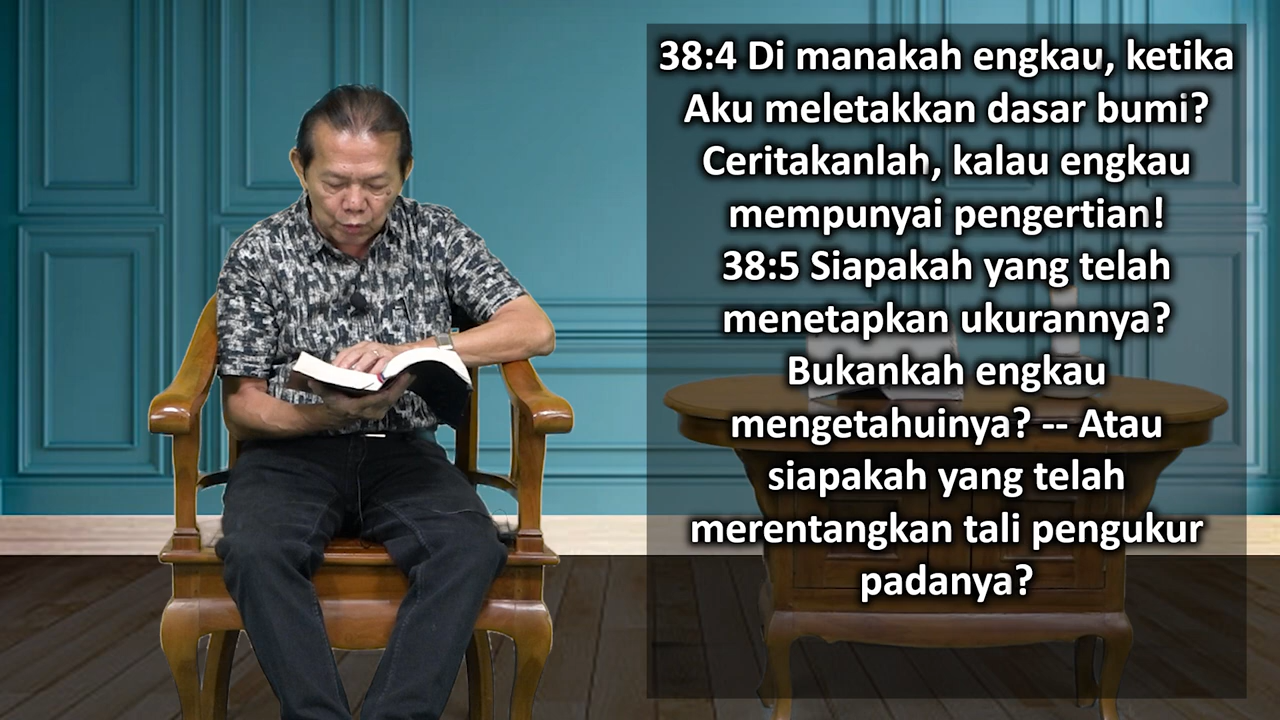 38:4 Di manakah engkau, ketika
Aku meletakkan dasar bumi?
Ceritakanlah, kalau engkau
mempunyai pengertian!
38:5 Siapakah yang telah
menetapkan ukurannya?
Bukankah engkau
mengetahuinya? -- Atau
siapakah yang telah
merentangkan tali pengukur
padanya?